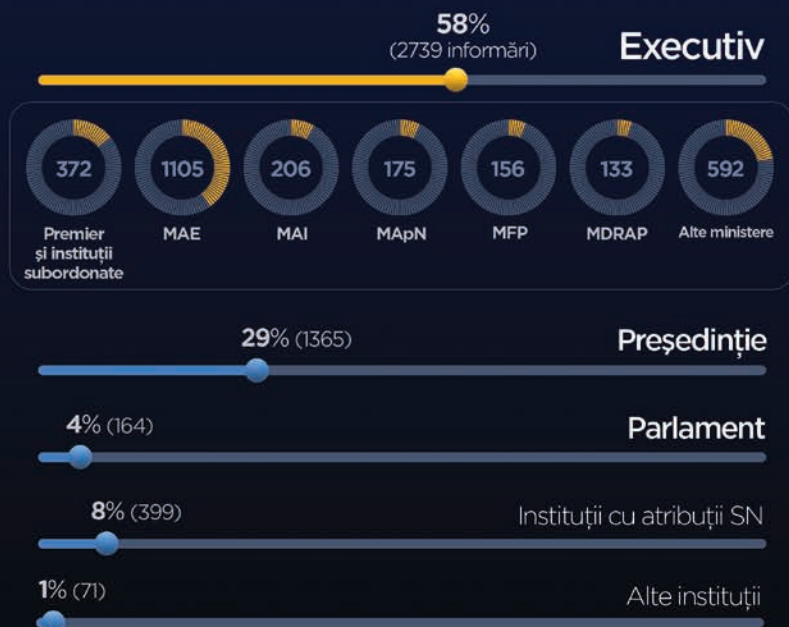 58%
(2739 informări)
Executiv
372
1105
206
175
156
133
592
Premier
și instituții
subordonate
MAE
MAI
MApN
MFP
MDRAP
Alte ministere
29% (1365)
Președinție
4% (164)
Parlament
8% (399)
Instituții cu atribuții SN
1% (71)
Alte instituții